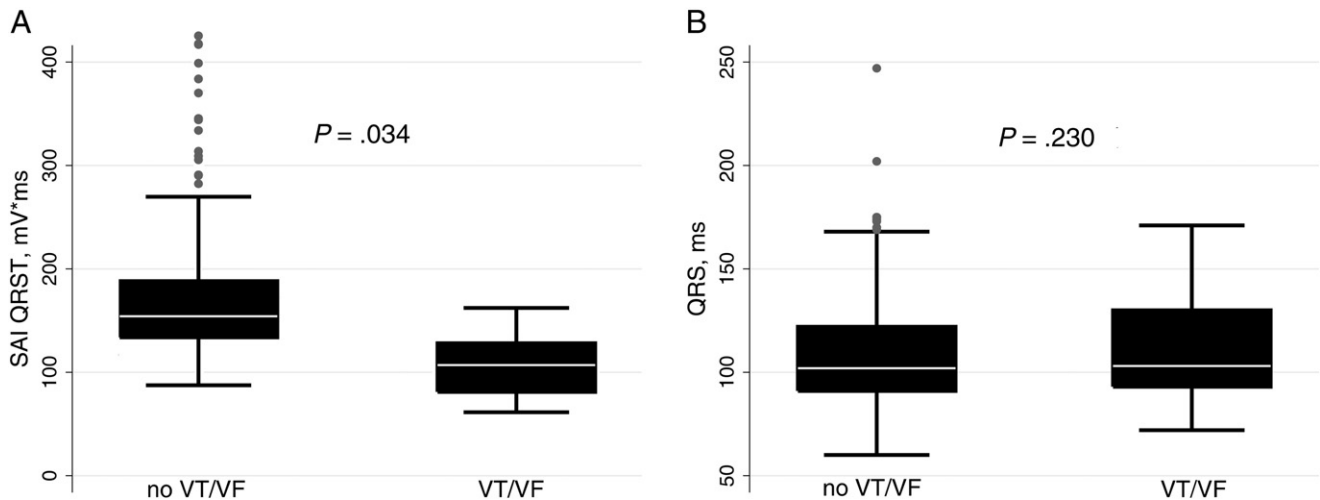 A
SAI QRST, mV*ms
400
300
200
100
0
P = .034
no VT/VF
VT/VF
B
QRS, ms
250
200
150
100
50
P = .230
no VT/VF
VT/VF